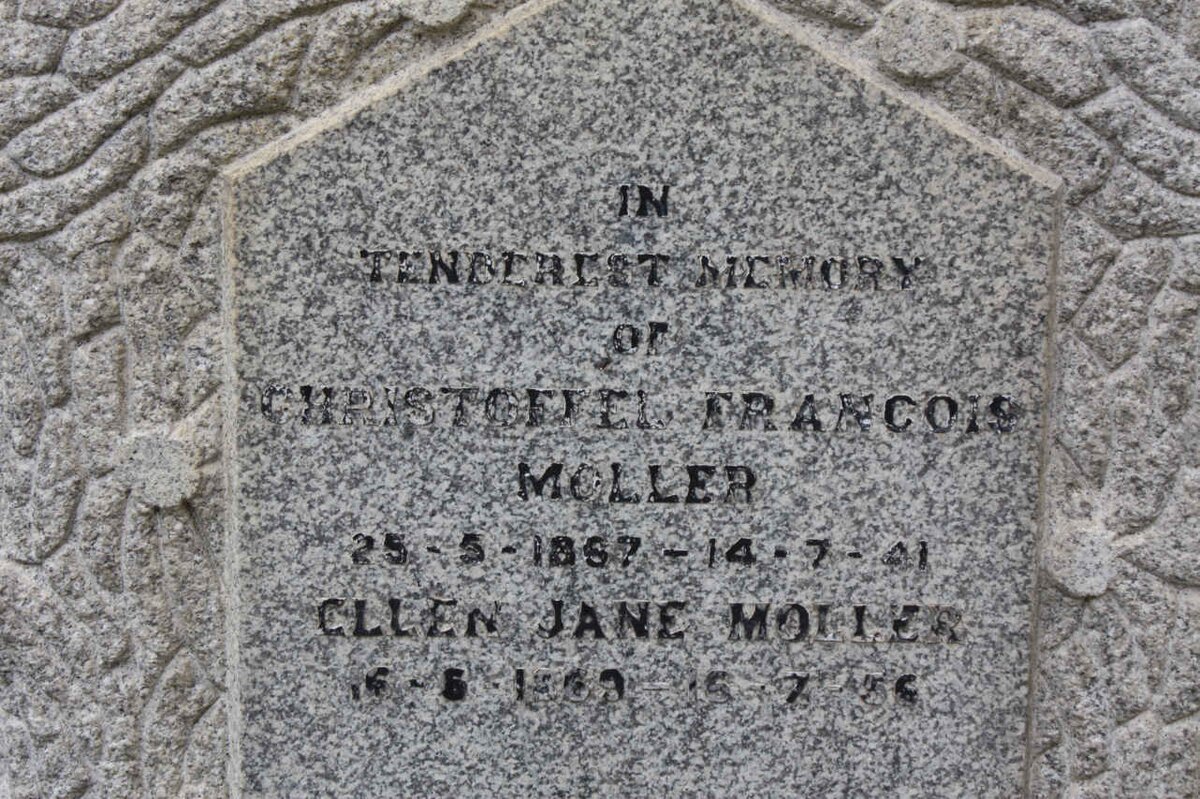 IN
TENDEREST MEMORY
OF
CHRISTOFFEL FRANCOIS
MOLLER
25-5-1867-14-7-41
ELLEN JANE MOLLER